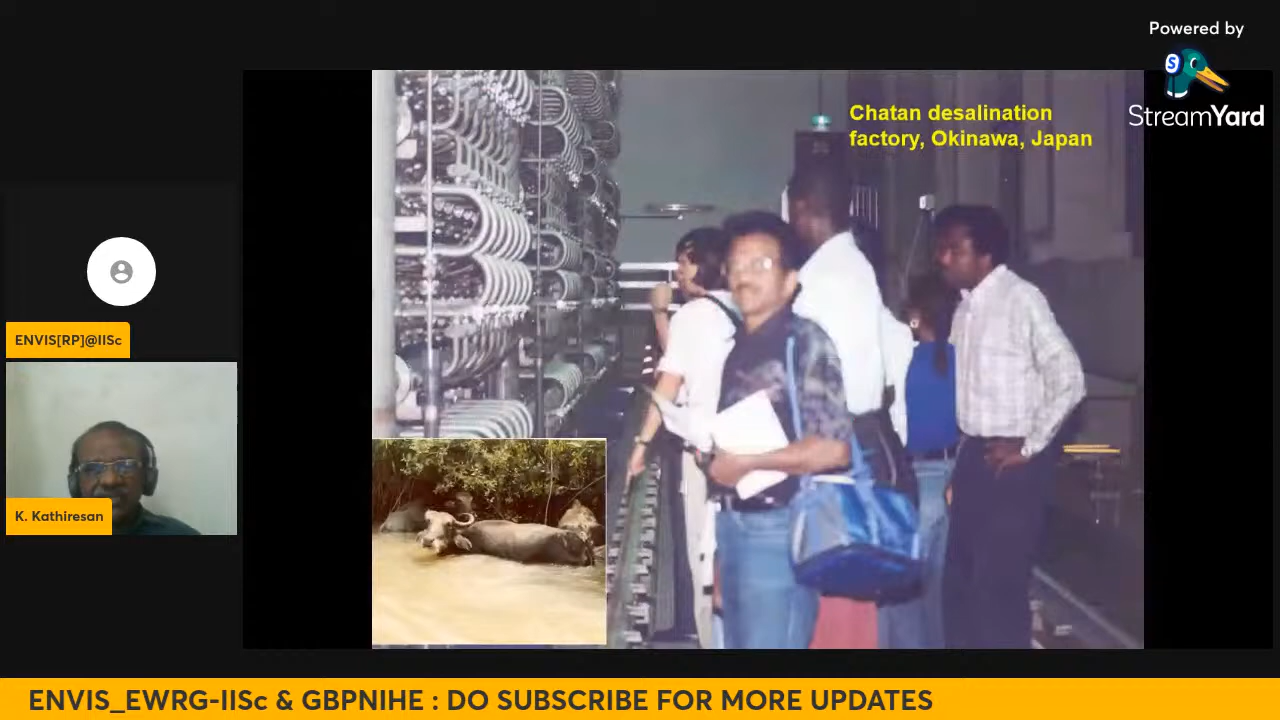 Powered by
S
StreamYard
Chatan desalination
factory, Okinawa, Japan
ENVIS[RP]@IISc
K. Kathiresan
ENVIS_EWRG-IISc & GBPNIHE : DO SUBSCRIBE FOR MORE UPDATES